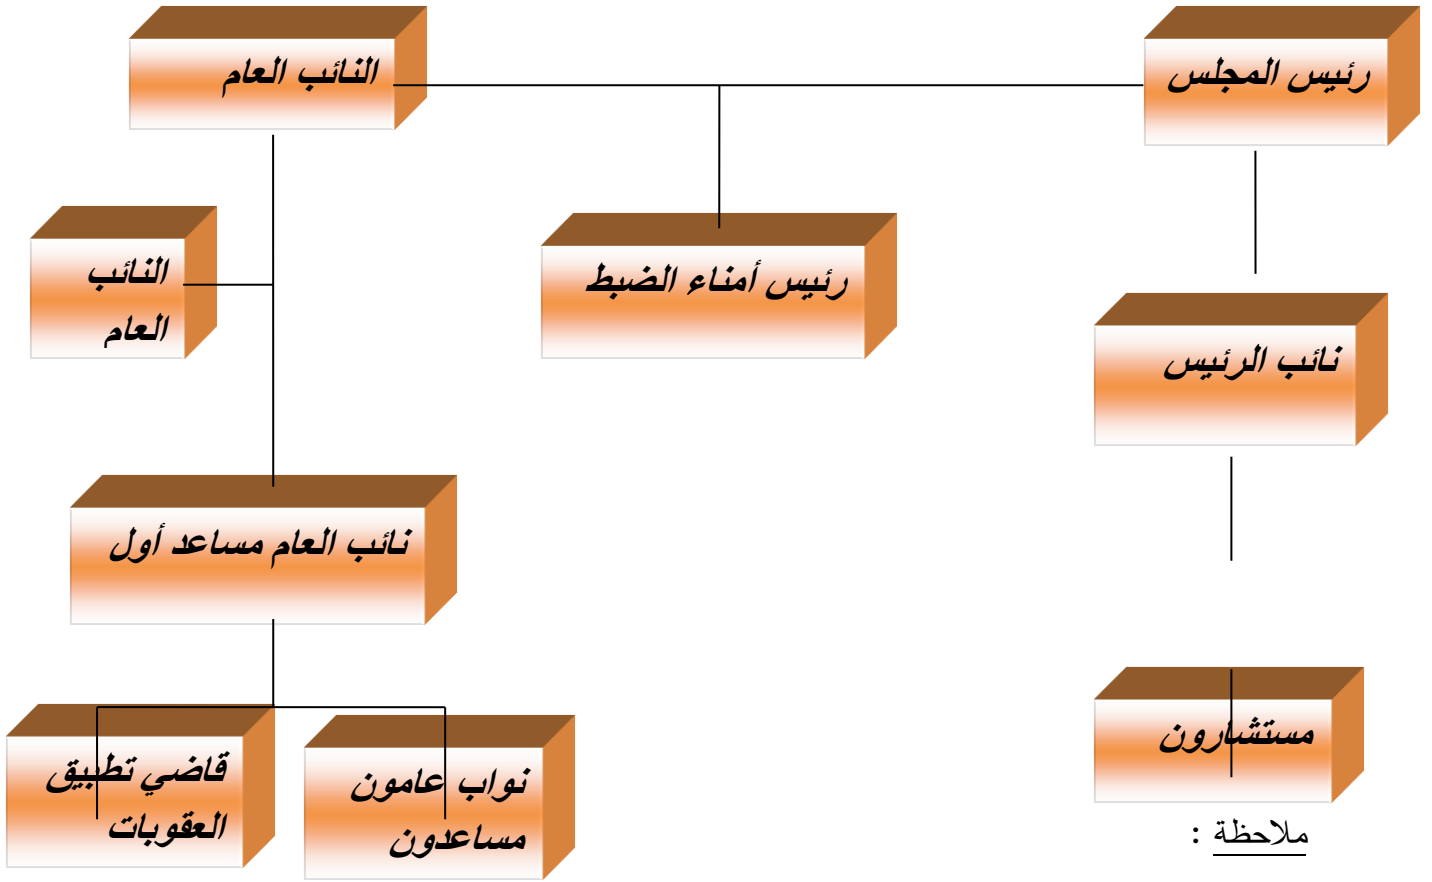 رئيس المجلس
النائب العام
النائب
العام
رئيس أمناء الضبط
نائب الرئيس
نائب العام مساعد أول
مستشارون
نواب عامون
مساعدون
قاضي تطبيق
العقوبات
ملاحظة :